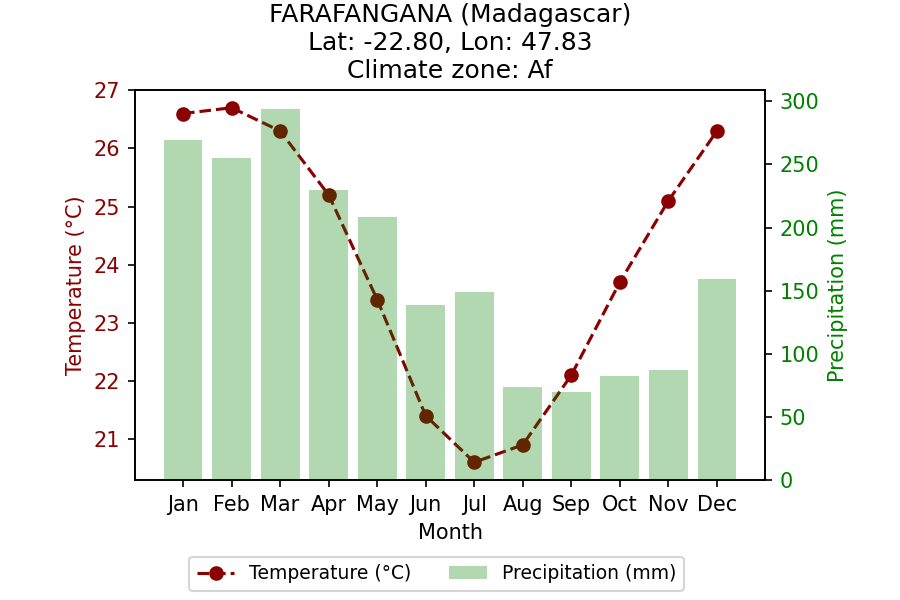 FARAFANGANA (Madagascar)
Lat: -22.80, Lon: 47.83
Climate zone: Af
Temperature (°C)
27
26
25
24
23
22
21
300
250
200
150
100
50
0
Precipitation (mm)
Jan Feb Mar Apr May Jun Jul Aug Sep Oct Nov Dec
Month
Temperature (°C) Precipitation (mm)